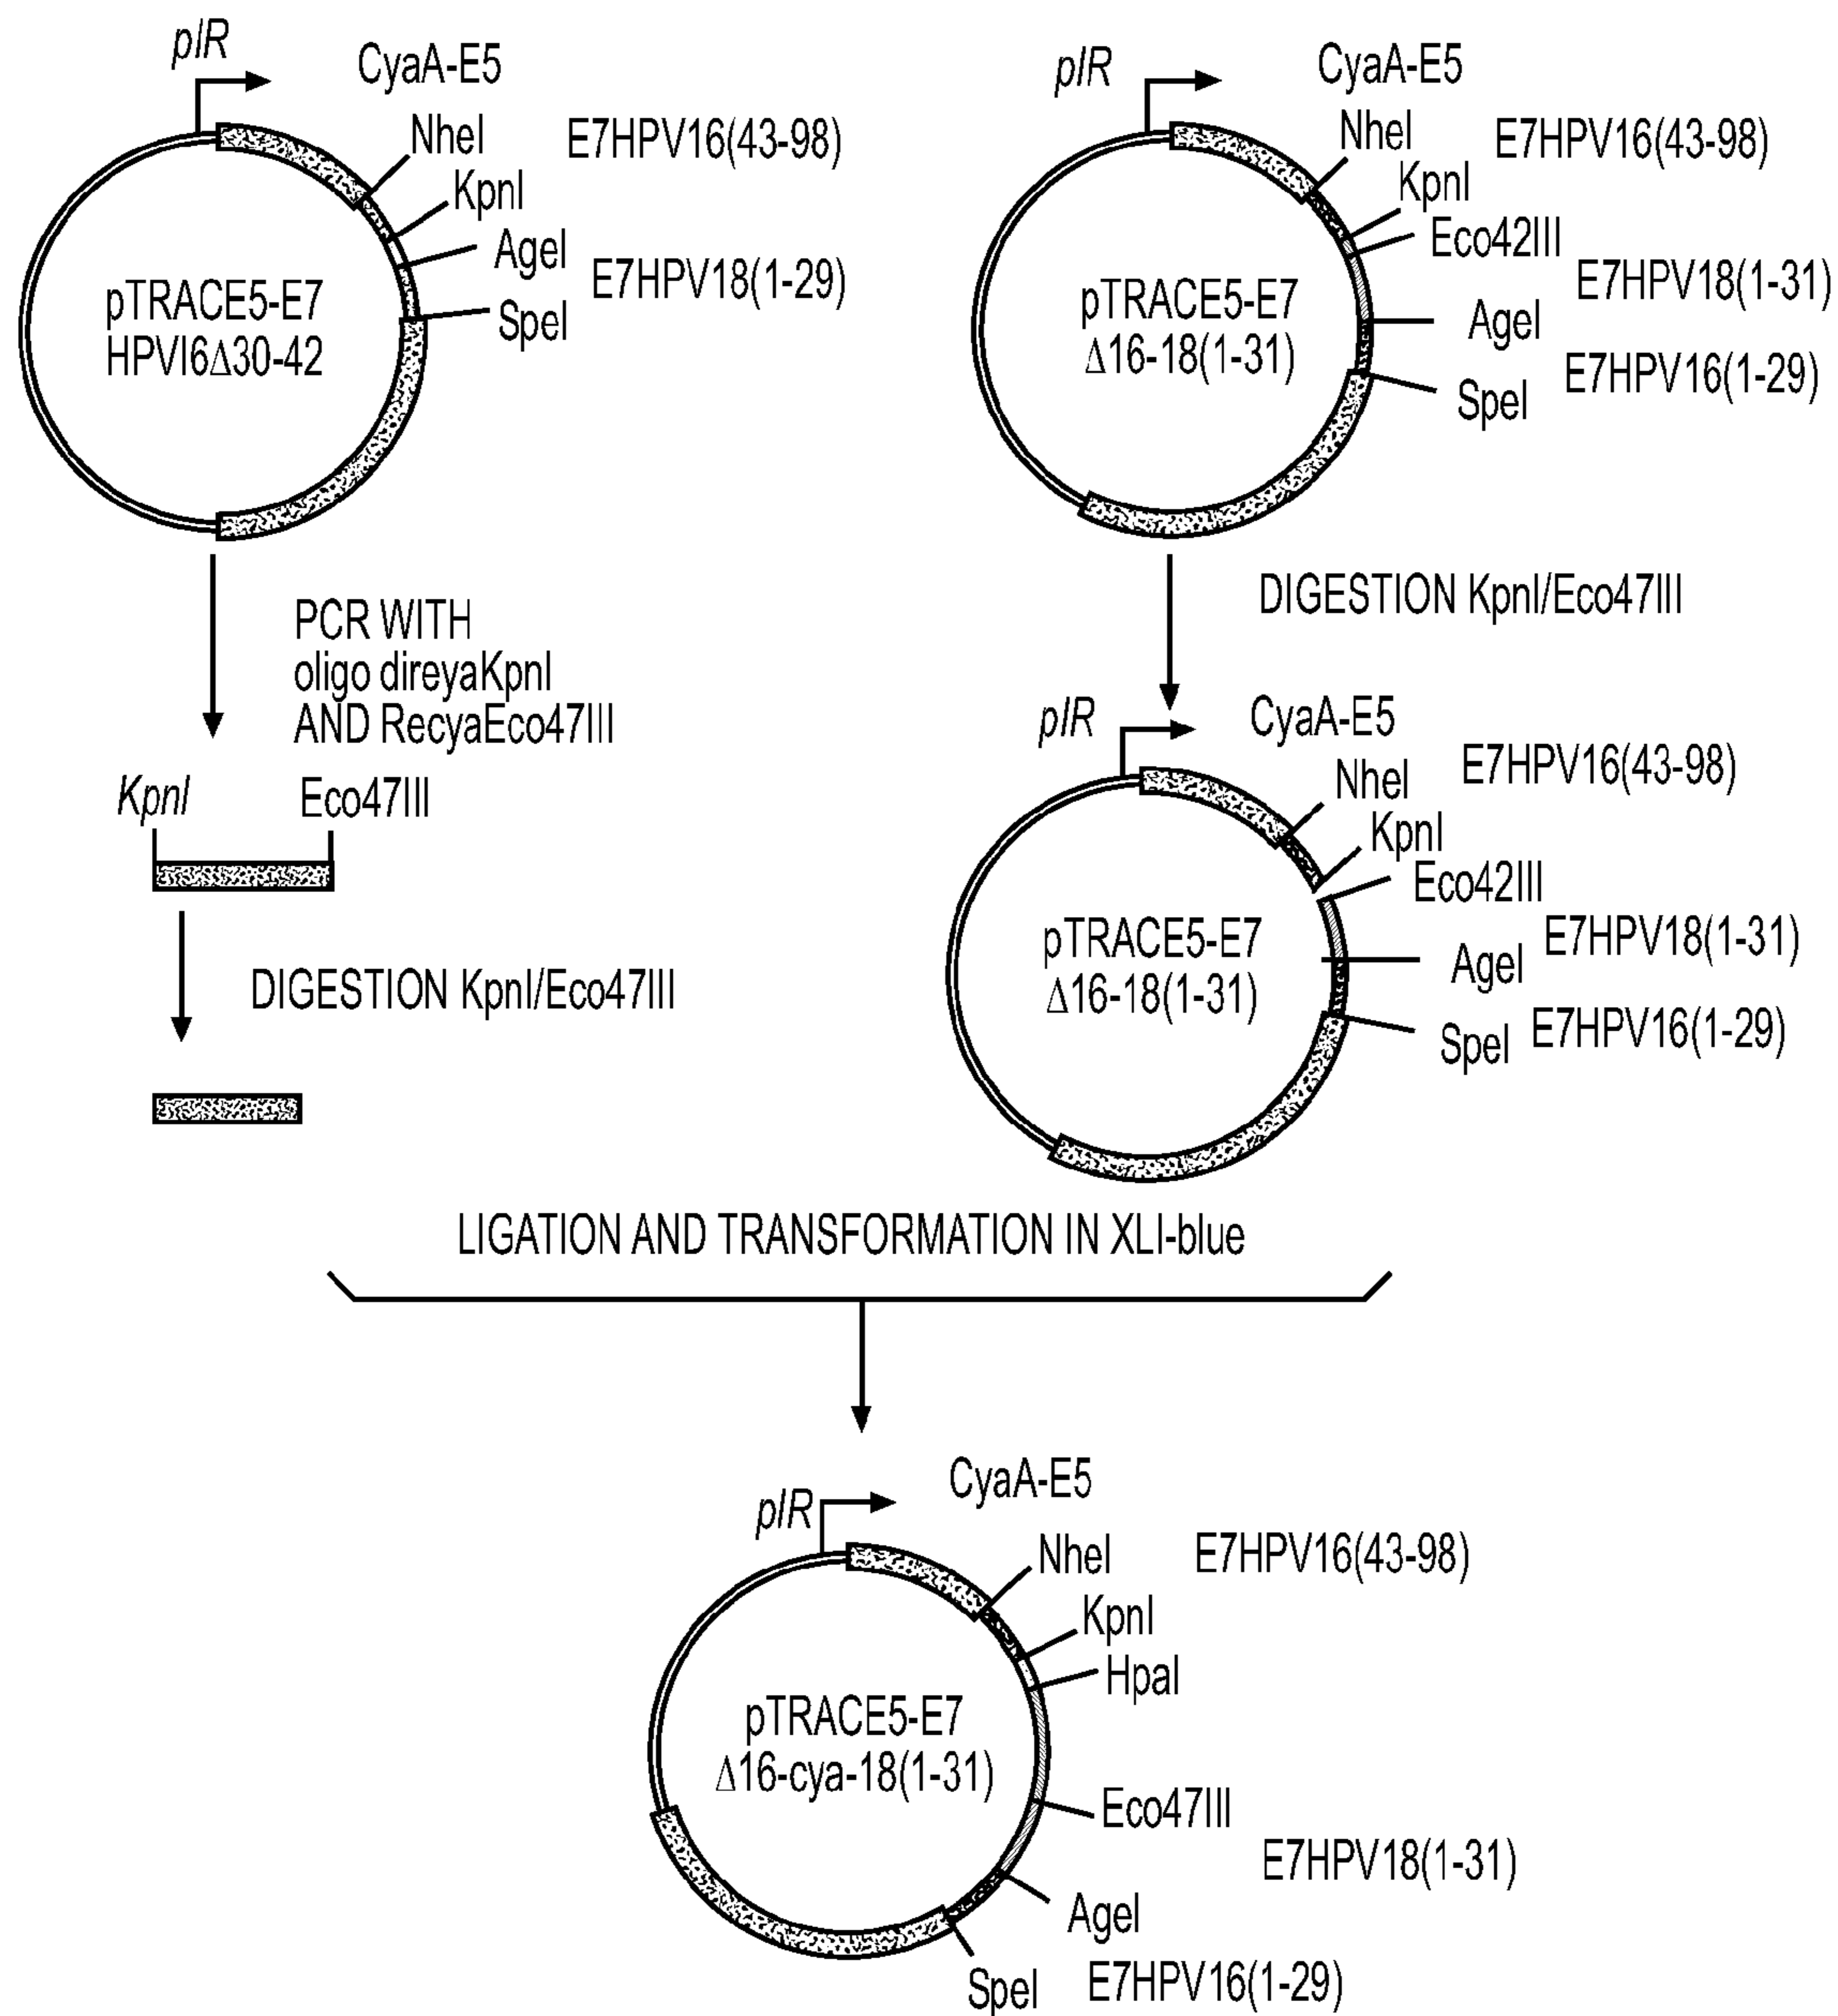 pIR
CyaA-E5
NheI
E7HPV16(43-98)
KpnI
AgeI
E7HPV18(1-29)
SpeI
pTRACE5-E7
HPVI6Δ30-42
pIR
CyaA-E5
NheI
E7HPV16(43-98)
KpnI
Eco42III
E7HPV18(1-31)
AgeI
E7HPV16(1-29)
SpeI
pTRACE5-E7
Δ16-18(1-31)
PCR WITH
oligo direyaKpnI
AND RecyaEco47III
KpnI
Eco47III
DIGESTION KpnI/Eco47III
DIGESTION KpnI/Eco47III
pIR
CyaA-E5
NheI
E7HPV16(43-98)
KpnI
Eco42III
E7HPV18(1-31)
AgeI
E7HPV16(1-29)
SpeI
pTRACE5-E7
Δ16-18(1-31)
LIGATION AND TRANSFORMATION IN XLI-blue
pIR
CyaA-E5
NheI
E7HPV16(43-98)
KpnI
HpaI
pTRACE5-E7
Δ16-cya-18(1-31)
Eco47III
E7HPV18(1-31)
AgeI
SpeI
E7HPV16(1-29)